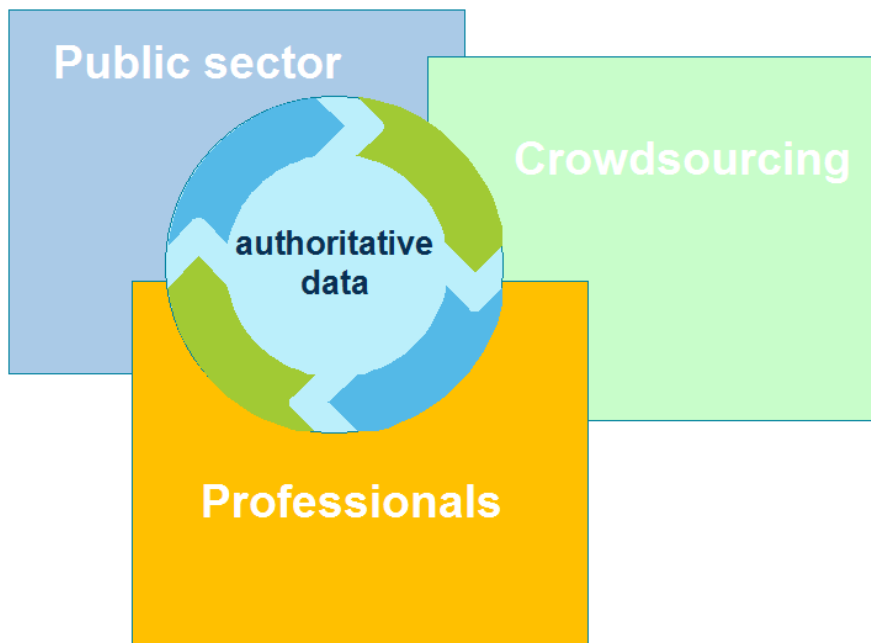 Public sector
Crowdsourcing
authoritative
data
Professionals